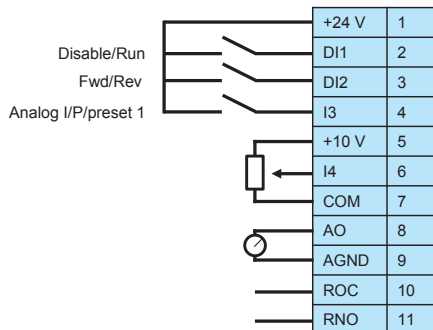 +24 V 1
Disable/Run DI1 2
Fwd/Rev DI2 3
Analog I/P/preset 1 I3 4
+10 V 5
I4 6
COM 7
AO 8
AGND 9
ROC 10
RNO 11